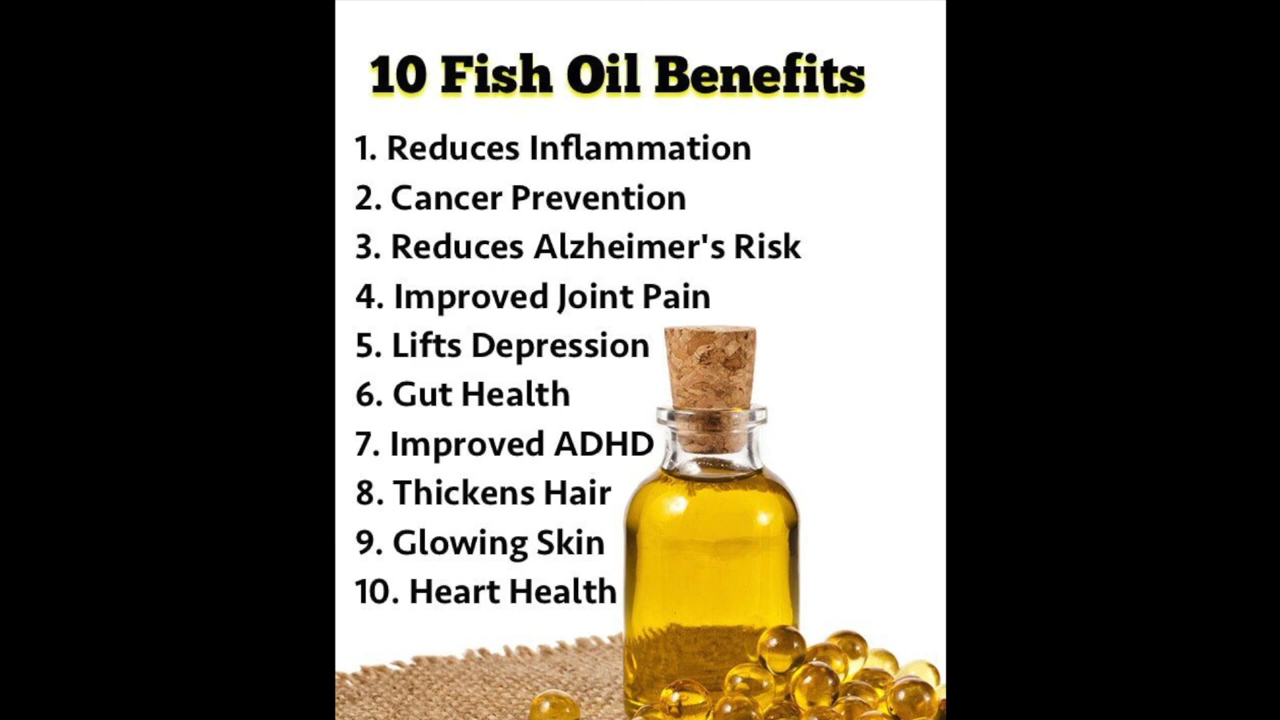 10 Fish Oil Benefits
1. Reduces Inflammation
2. Cancer Prevention
3. Reduces Alzheimer's Risk
4. Improved Joint Pain
5. Lifts Depression
6. Gut Health
7. Improved ADHD
8. Thickens Hair
9. Glowing Skin
10. Heart Health